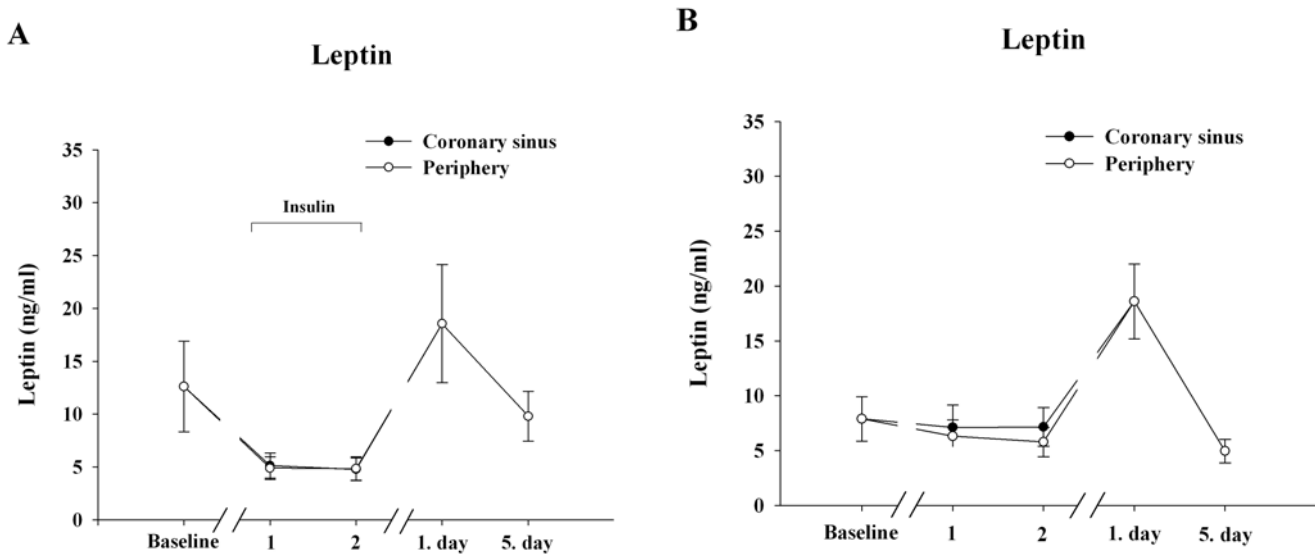 A
Leptin
Coronary sinus
Periphery
Insulin
Leptin (ng/ml)
35
30
25
20
15
10
5
0
Baseline 1 2 1. day 5. day
B
Leptin
Coronary sinus
Periphery
Leptin (ng/ml)
35
30
25
20
15
10
5
0
Baseline 1 2 1. day 5. day